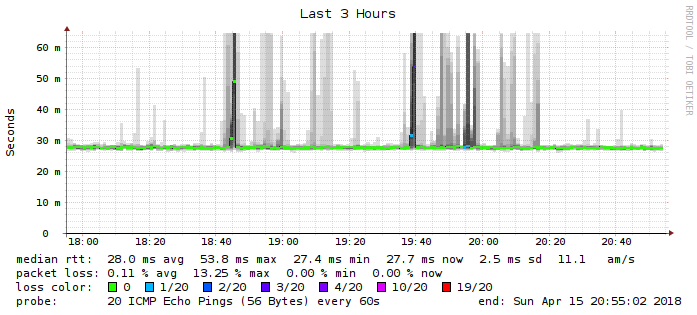 Last 3 Hours
RRDTOOL / TOBI OETIKER
Seconds
60 m
50 m
40 m
30 m
20 m
10 m
0
18:00 18:20 18:40 19:00 19:20 19:40 20:00 20:20 20:40
median rtt: 28.0 ms avg 53.8 ms max 27.4 ms min 27.7 ms now 2.5 ms sd 11.1 am/s
packet loss: 0.11 % avg 13.25 % max 0.00 % min 0.00 % now
loss color: 0 1/20 2/20 3/20 4/20 10/20 19/20
probe: 20 ICMP Echo Pings (56 Bytes) every 60s end: Sun Apr 15 20:55:02 2018